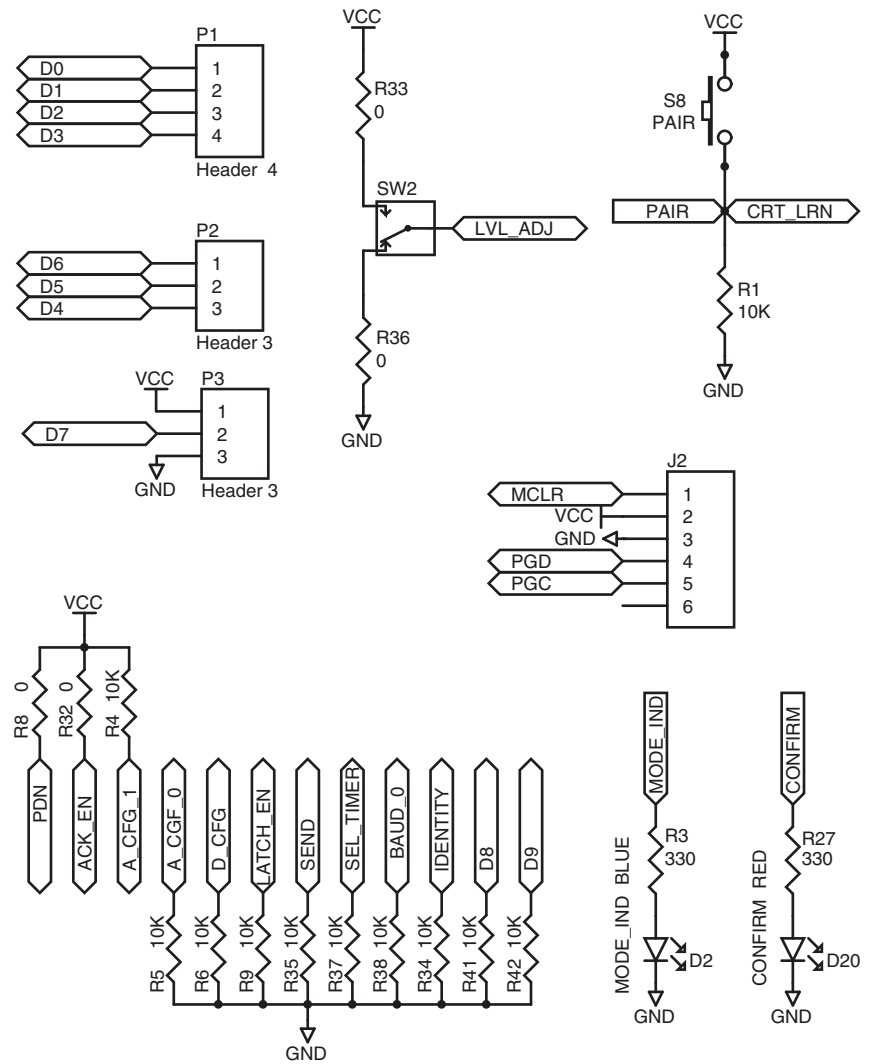 P1
D0 1
D1 2
D2 3
D3 4
Header 4
P2
D6 1
D5 2
D4 3
Header 3
VCC P3
1
D7 2
3
GND Header 3
VCC
R33
0
SW2
LVL_ADJ
R36
0
GND
VCC
S8
PAIR
PAIR CRT_LRN
R1
10K
GND
J2
MCLR 1
VCC 2
GND 3
PGD 4
PGC 5
6
VCC
R8 0
R32 0
R4 10K
PDN
ACK_EN
A_CFG_1
A_CGF_0
D_CFG
LATCH_EN
SEND
SEL_TIMER
BAUD_0
IDENTITY
D8
D9
R5 10K
R6 10K
R9 10K
R35 10K
R37 10K
R38 10K
R34 10K
R41 10K
R42 10K
GND
MODE_IND
R3
330
MODE_IND BLUE
D2
GND
CONFIRM
R27
330
CONFIRM RED
D20
GND